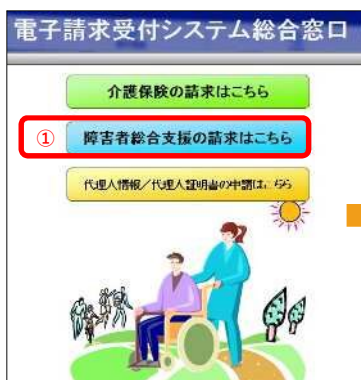 電子請求受付システム総合窓口
介護保険の請求はこちら
① 障害者総合支援の請求はこちら
代理人情報/代理人証明書の申請はこちら